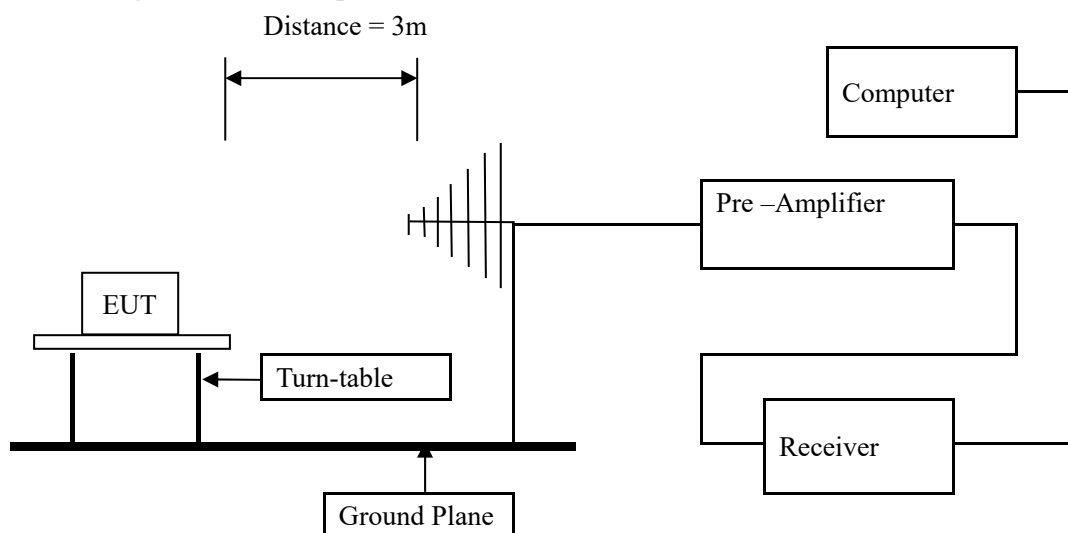 Distance = 3m
Computer
Pre –Amplifier
EUT
Turn-table
Receiver
Ground Plane